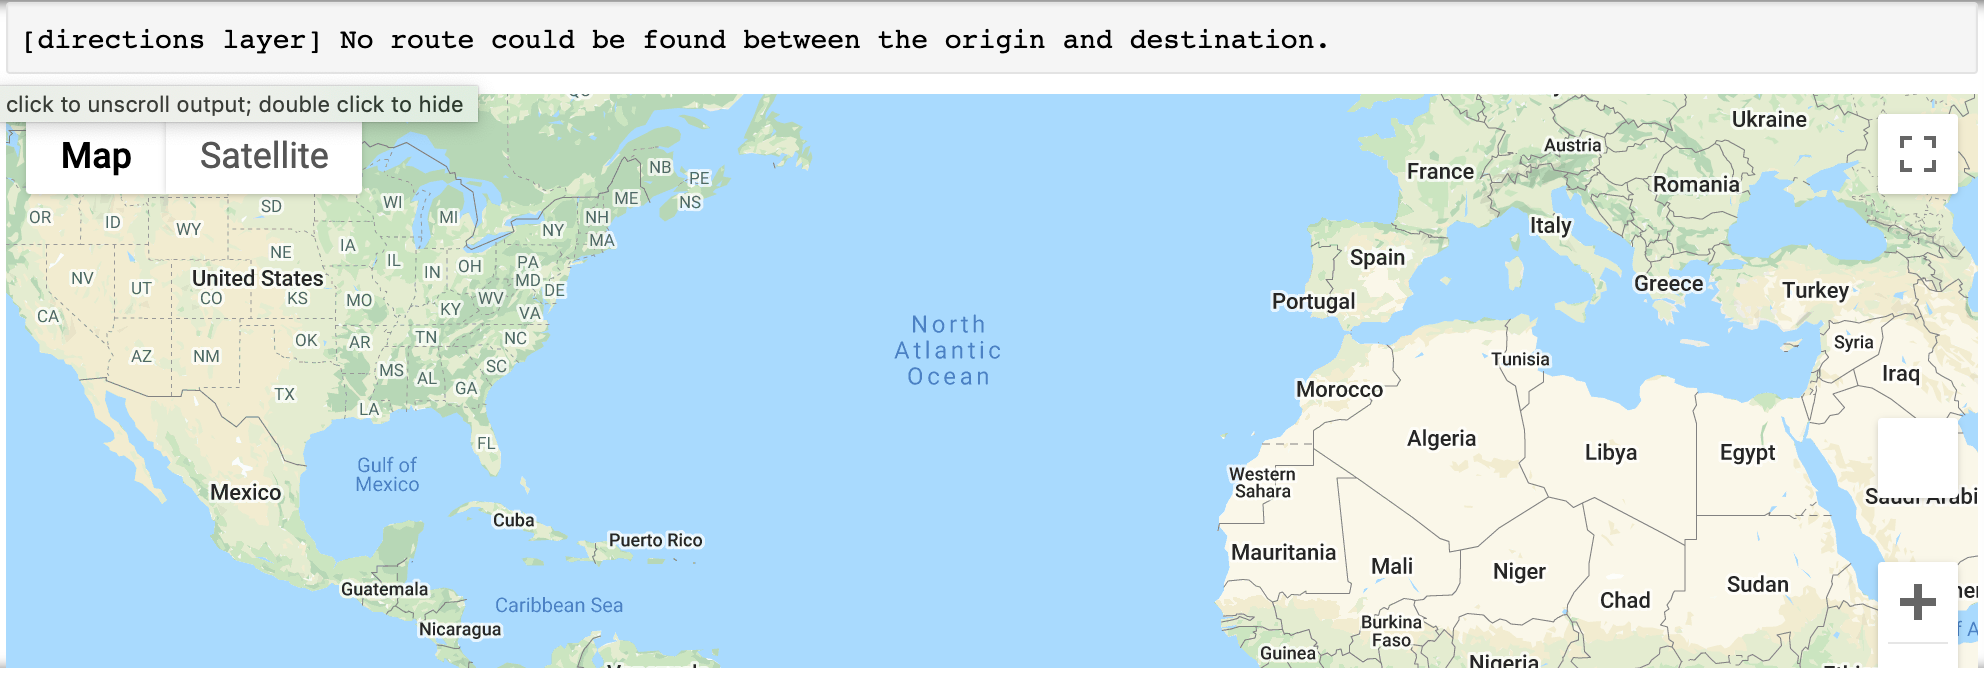 [directions layer] No route could be found between the origin and destination.
click to unscroll output; double click to hide
Map
Satellite
Ukraine
Austria
France
Romania
NB
PE
ME
NS
WI
SD
MI
NH
OR
ID
WY
NY
MA
Italy
IA
NE
IL
IN
OH
PA
Spain
NV
UT
United States
CO
KS
MO
MD
DE
Greece
Turkey
KY
WV
VA
Portugal
CA
OK
AR
TN
NC
North
Atlantic
Ocean
Syria
AZ
NM
MS
AL
SC
GA
Tunisia
Iraq
TX
LA
Morocco
FL
Algeria
Libya
Egypt
Gulf of
Mexico
Western
Sahara
Mexico
Cuba
Puerto Rico
Mauritania
Mali
Niger
Sudan
Guatemala
Caribbean Sea
Chad
Nicaragua
Burkina
Faso
Guinea
Nigeria